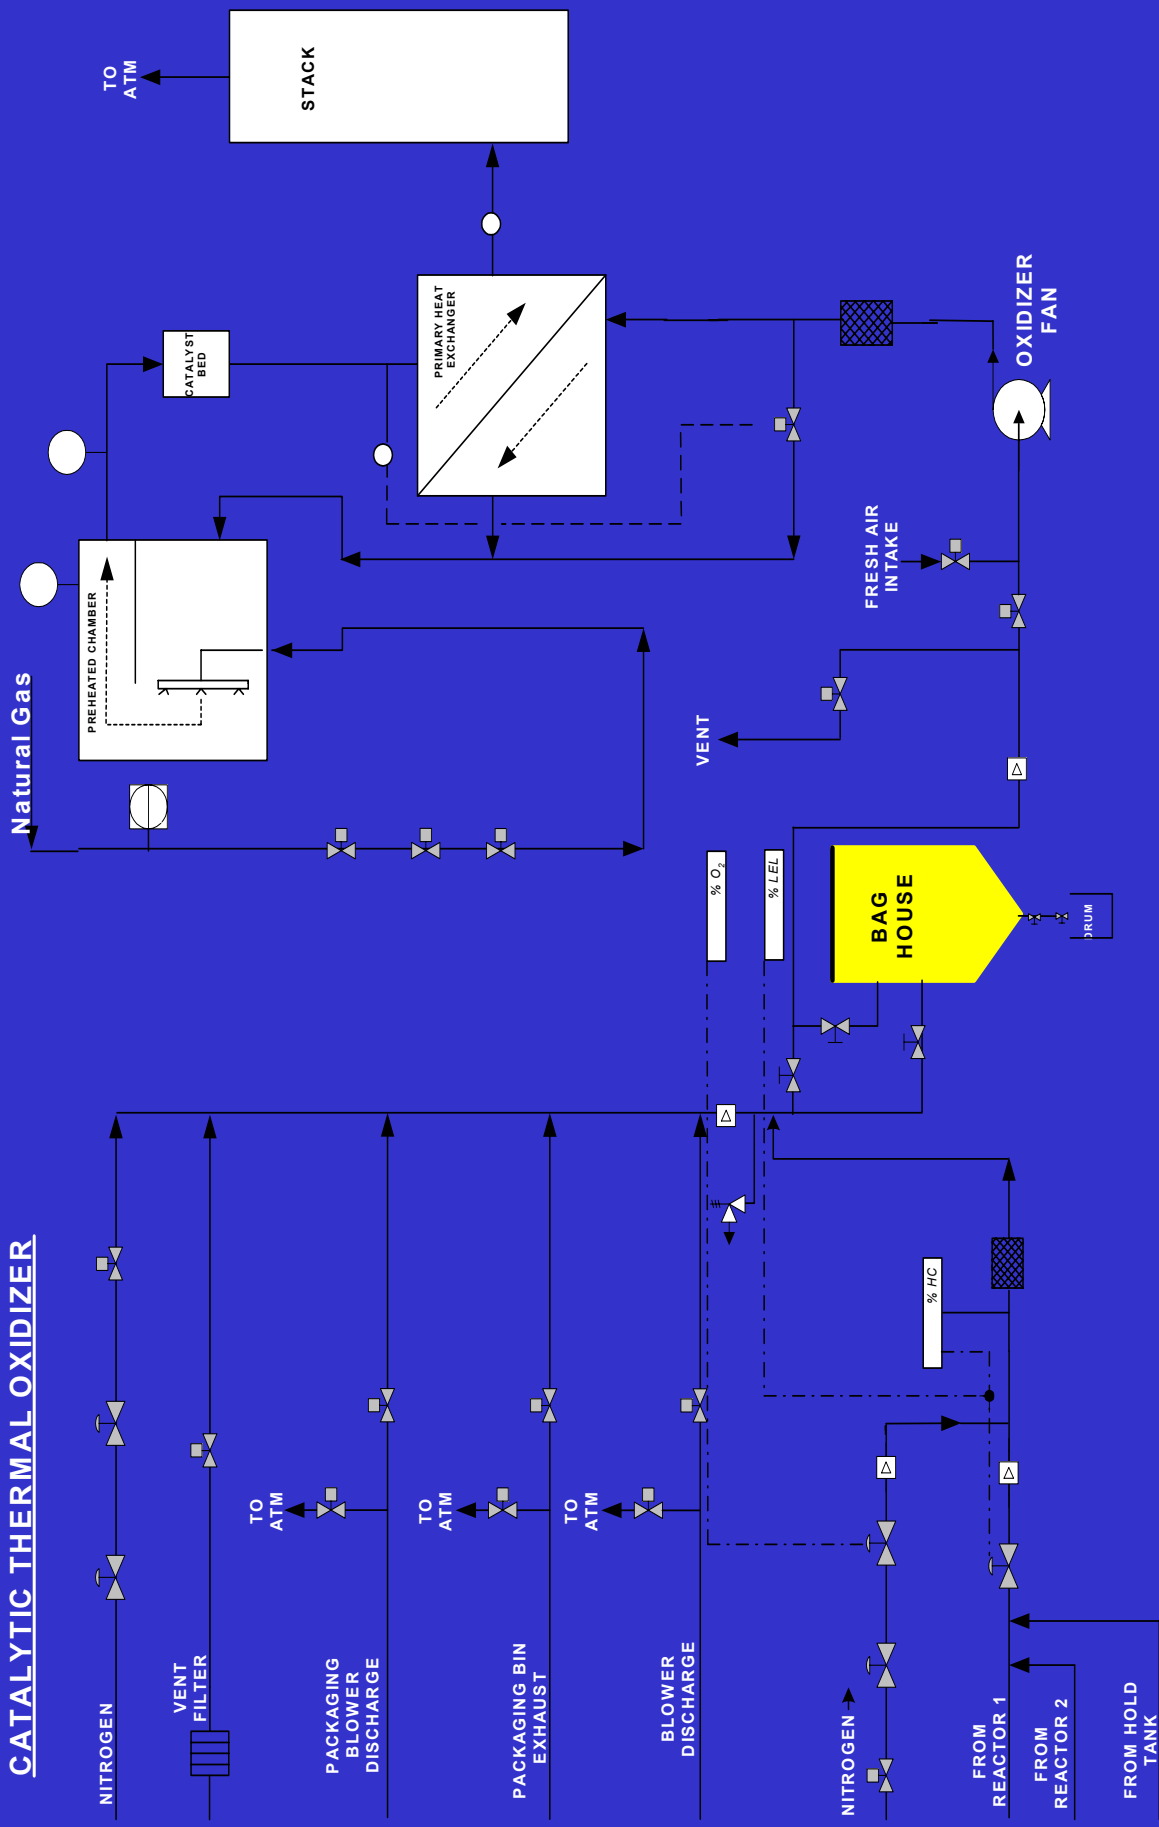 CATALYTIC THERMAL OXIDIZER
NITROGEN
VENT
FILTER
PACKAGING
BLOWER
DISCHARGE
TO
ATM
PACKAGING BIN
EXHAUST
TO
ATM
BLOWER
DISCHARGE
TO
ATM
NITROGEN
FROM
REACTOR 1
FROM
REACTOR 2
FROM HOLD
TANK
% HC
% O2
% LEL
BAG
HOUSE
DRUM
VENT
FRESH AIR
INTAKE
OXIDIZER
FAN
Natural Gas
PREHEATED CHAMBER
CATALYST
BED
PRIMARY HEAT
EXCHANGER
STACK
TO
ATM